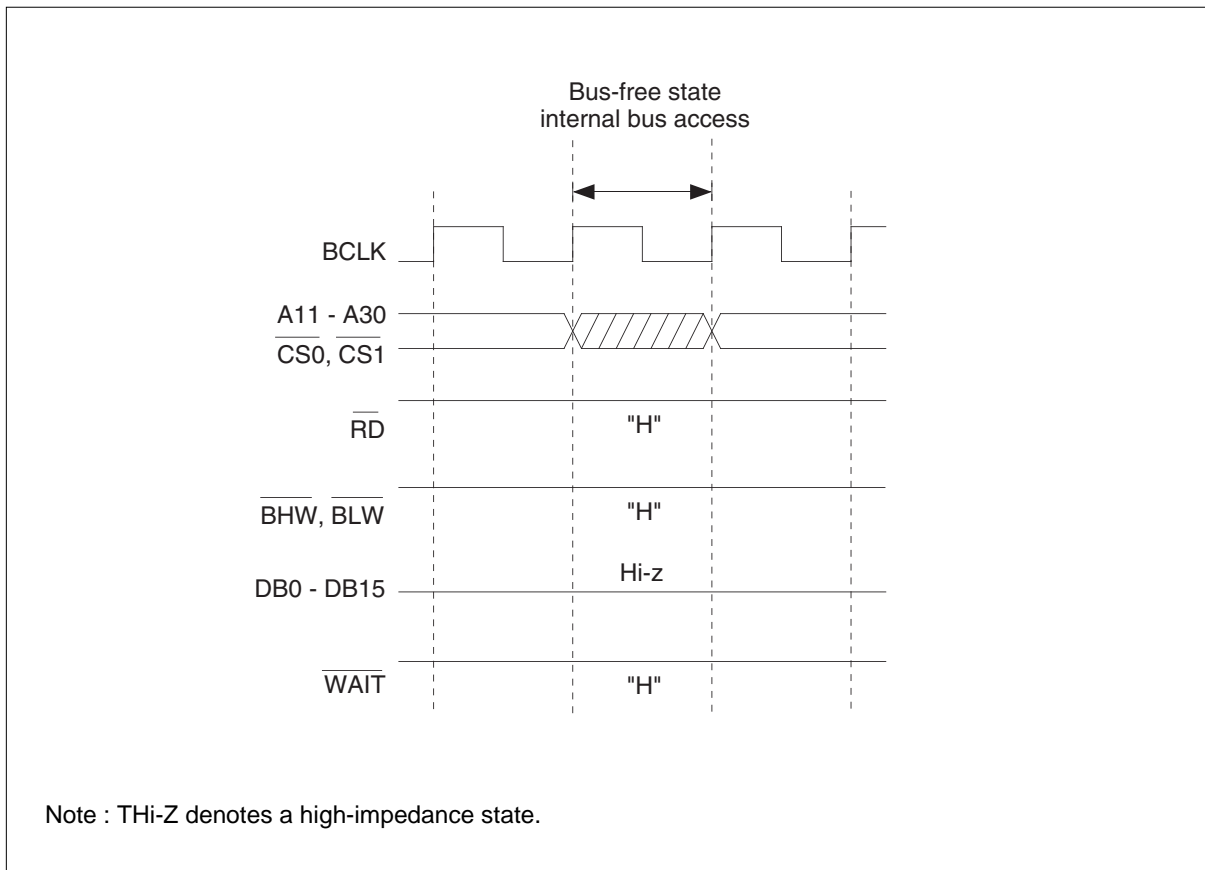 Bus-free state
internal bus access
BCLK
A11 - A30
CS0, CS1
RD
"H"
BHW, BLW
"H"
Hi-z
DB0 - DB15
WAIT
"H"
Note : THi-Z denotes a high-impedance state.